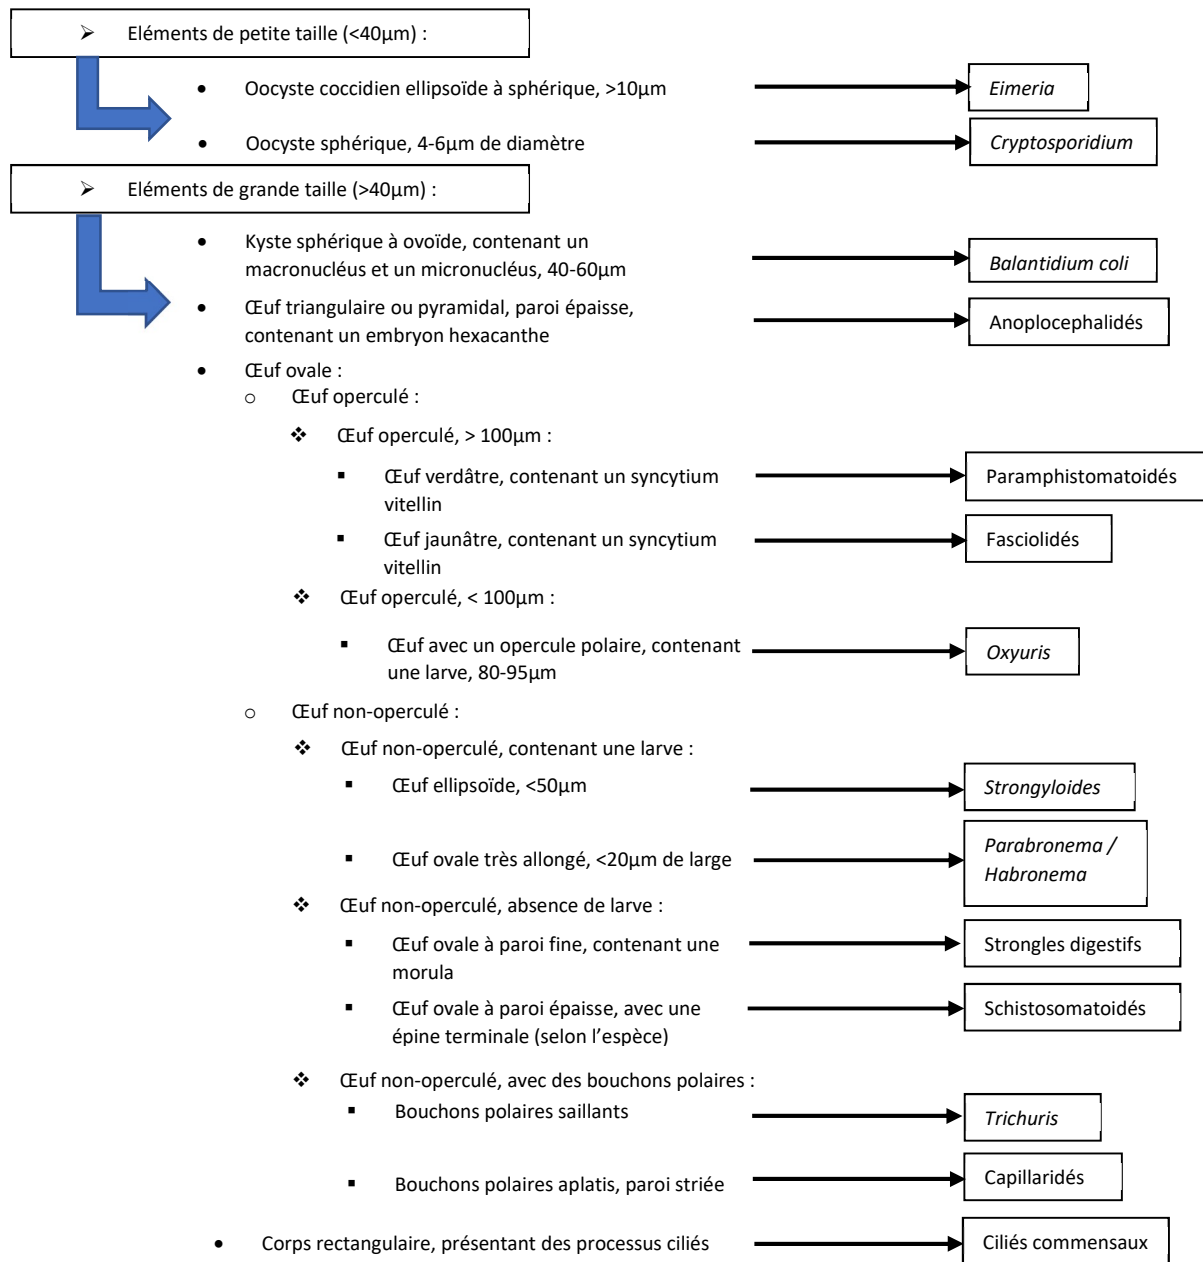 ➢ Eléments de petite taille (<40µm) :
• Oocyste coccidien ellipsoïde à sphérique, >10µm
Eimeria
• Oocyste sphérique, 4-6µm de diamètre
Cryptosporidium
➢ Eléments de grande taille (>40µm) :
• Kyste sphérique à ovoïde, contenant un
macronucléus et un micronucléus, 40-60µm
Balantidium coli
• Œuf triangulaire ou pyramidal, paroi épaisse,
contenant un embryon hexacanthe
Anoplocephalidés
• Œuf ovale :
o Œuf operculé :
❖ Œuf operculé, > 100µm :
▪ Œuf verdâtre, contenant un syncytium
vitellin
Paramphistomatoidés
▪ Œuf jaunâtre, contenant un syncytium
vitellin
Fasciolidés
❖ Œuf operculé, < 100µm :
▪ Œuf avec un opercule polaire, contenant
une larve, 80-95µm
Oxyuris
o Œuf non-operculé :
❖ Œuf non-operculé, contenant une larve :
▪ Œuf ellipsoïde, <50µm
Strongyloides
▪ Œuf ovale très allongé, <20µm de large
Parabronema /
Habronema
❖ Œuf non-operculé, absence de larve :
▪ Œuf ovale à paroi fine, contenant une
morula
Strongles digestifs
▪ Œuf ovale à paroi épaisse, avec une
épine terminale (selon l’espèce)
Schistosomatoidés
❖ Œuf non-operculé, avec des bouchons polaires :
▪ Bouchons polaires saillants
Trichuris
▪ Bouchons polaires aplatis, paroi striée
Capillaridés
• Corps rectangulaire, présentant des processus ciliés
Ciliés commensaux